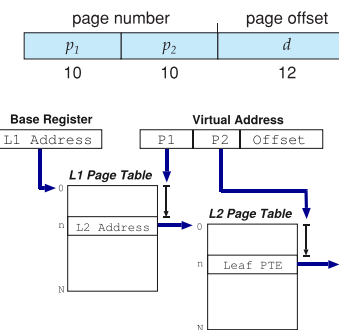 page number page offset
p1 p2 d
10 10 12
Base Register Virtual Address
L1 Address P1 P2 Offset
L1 Page Table
0
L2 Page Table
n L2 Address 0
n Leaf PTE
N
N